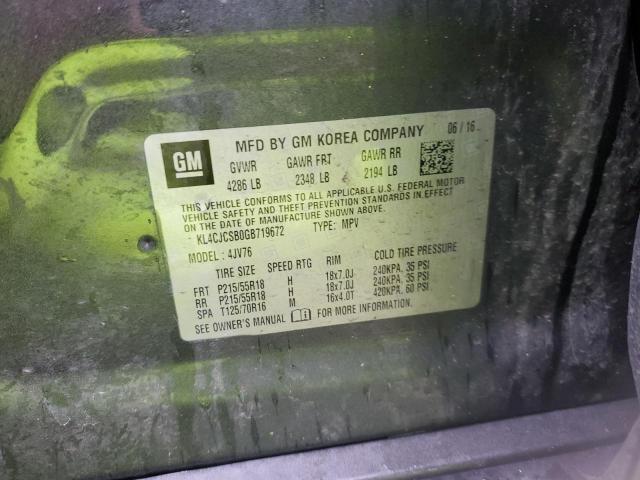 GM
MFD BY GM KOREA COMPANY 06/16
GVWR GAWR FRT GAWR RR
4286 LB 2348 LB 2194 LB
THIS VEHICLE CONFORMS TO ALL APPLICABLE U.S. FEDERAL MOTOR
VEHICLE SAFETY AND THEFT PREVENTION STANDARDS IN EFFECT
ON THE DATE OF MANUFACTURE SHOWN ABOVE.
KL4CJCSB0GB719672 TYPE: MPV
MODEL: 4JV76
TIRE SIZE SPEED RTG RIM COLD TIRE PRESSURE
FRT P215/55R18 H 18x7.0J 240KPA, 35 PSI
RR P215/55R18 H 18x7.0J 240KPA, 35 PSI
SPA T125/70R16 M 16x4.0T 420KPA, 60 PSI
SEE OWNER'S MANUAL FOR MORE INFORMATION.